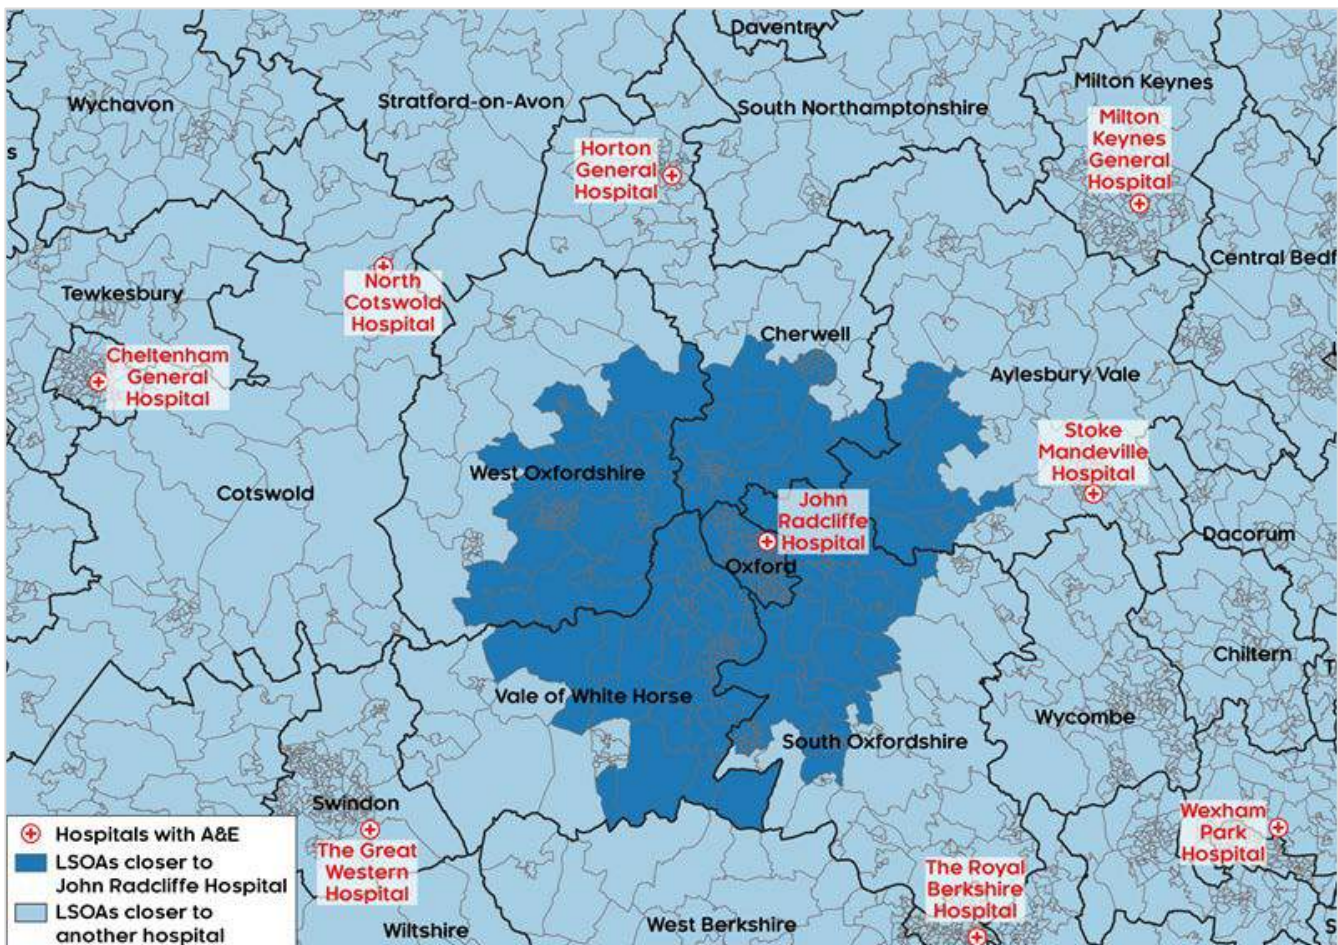 Daventry
Wychavon
Stratford-on-Avon
South Northamptonshire
Milton Keynes
Milton
Keynes
General
Hospital
Horton
General
Hospital
s
Central Bedf
North
Cotswold
Hospital
Tewkesbury
Cherwell
Cheltenham
General
Hospital
Aylesbury Vale
Stoke
Mandeville
Hospital
West Oxfordshire
Cotswold
John
Radcliffe
Hospital
Dacorum
Oxford
Chiltern
T
Vale of White Horse
Wycombe
South Oxfordshire
Swindon
The Great
Western
Hospital
Wexham
Park
Hospital
The Royal
Berkshire
Hospital
West Berkshire
Wiltshire
Hospitals with A&E
LSOAs closer to
John Radcliffe Hospital
LSOAs closer to
another hospital